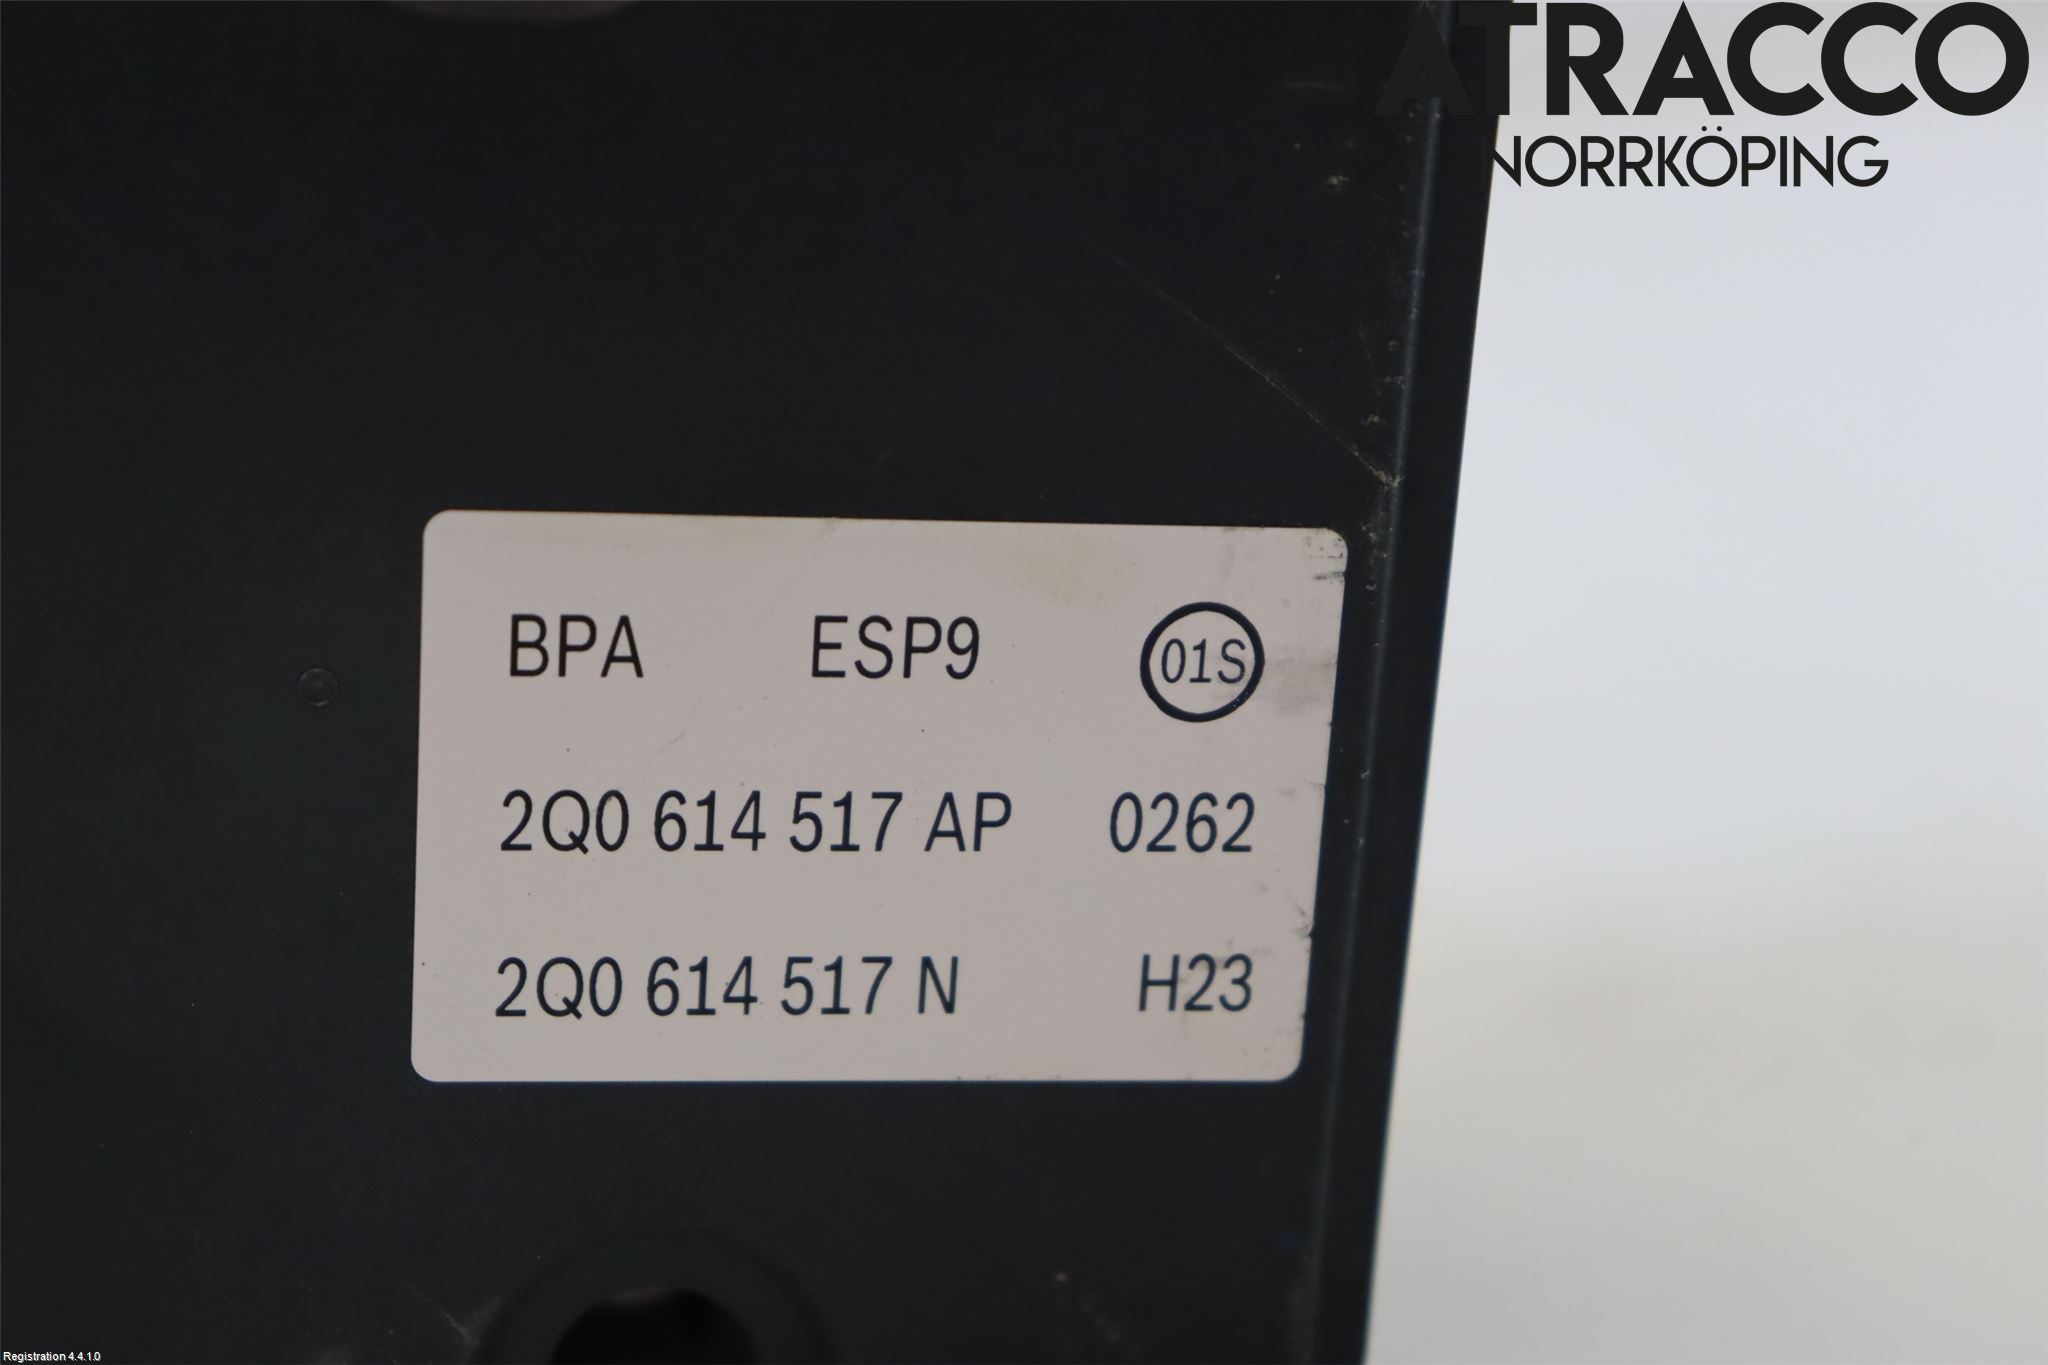 ATRACCO
NORRKÖPING
BPA ESP9 01S
2Q0 614 517 AP 0262
2Q0 614 517 N H23
Registration 4.4.1.0